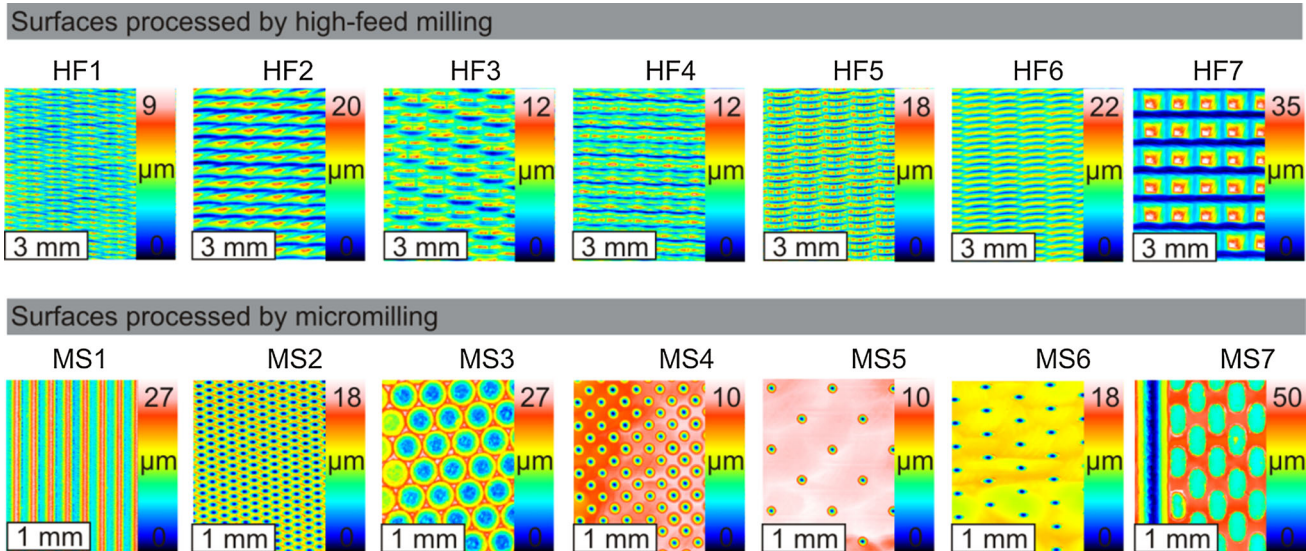 Surfaces processed by high-feed milling
HF1 HF2 HF3 HF4 HF5 HF6 HF7
9 20 12 12 18 22 35
µm µm µm µm µm µm µm
0 0 0 0 0 0 0
3 mm 3 mm 3 mm 3 mm 3 mm 3 mm 3 mm
Surfaces processed by micromilling
MS1 MS2 MS3 MS4 MS5 MS6 MS7
27 18 27 10 10 18 50
µm µm µm µm µm µm µm
0 0 0 0 0 0 0
1 mm 1 mm 1 mm 1 mm 1 mm 1 mm 1 mm